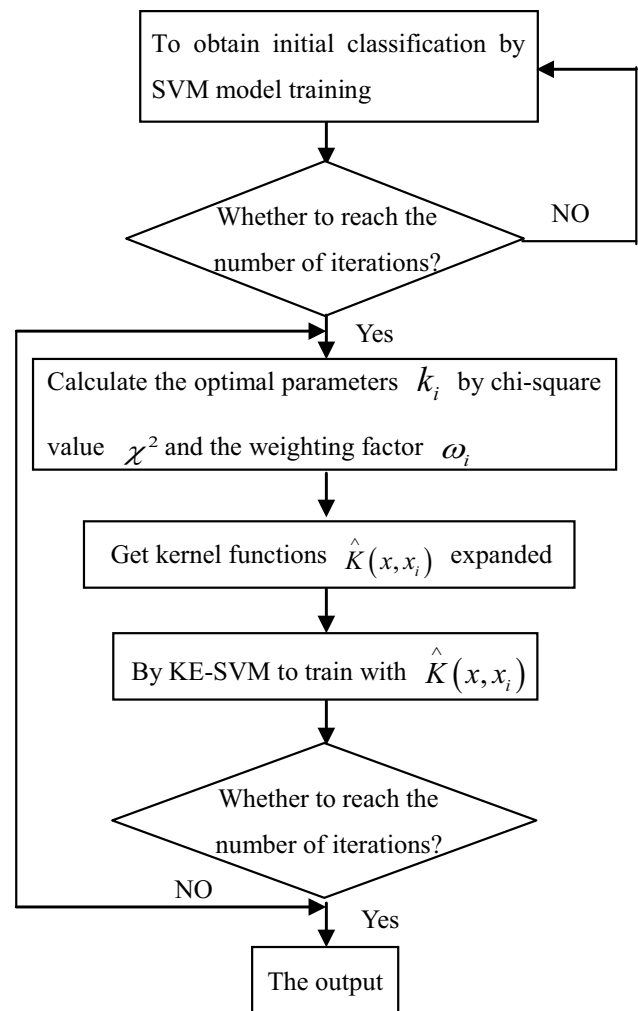 To obtain initial classification by
SVM model training
Whether to reach the
NO
number of iterations?
Yes
Calculate the optimal parameters k_i by chi-square
value χ² and the weighting factor ω_i
Get kernel functions K̂(x, x_i) expanded
By KE-SVM to train with K̂(x, x_i)
Whether to reach the
number of iterations?
NO
Yes
The output